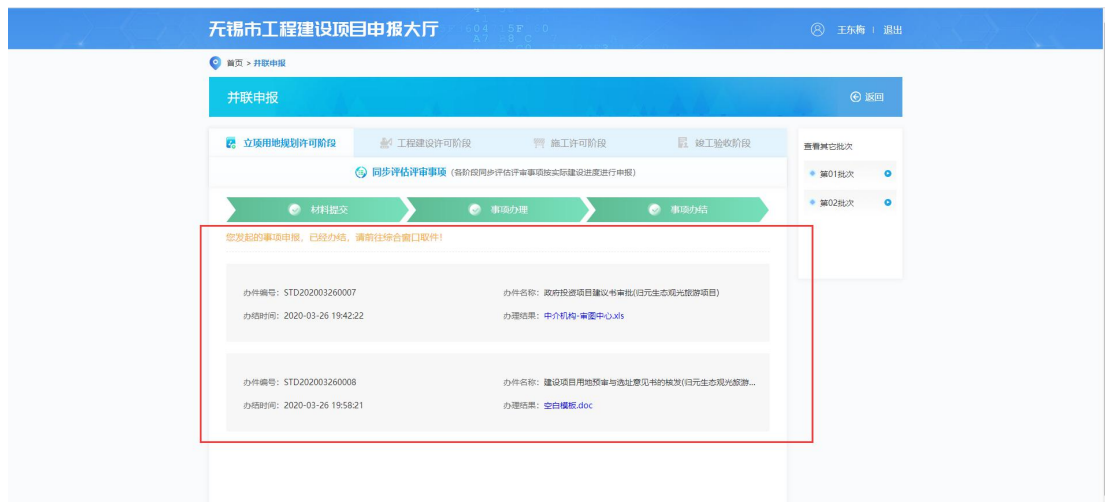 无锡市工程建设项目申报大厅
王东梅 | 退出
首页 > 并联申报
并联申报
返回
立项用地规划许可阶段
工程建设许可阶段
施工许可阶段
竣工验收阶段
查看其它批次
同步评估评审事项 (各阶段同步评估评审事项按实际建设进度进行申报)
第01批次
材料提交
事项办理
事项办结
第02批次
您发起的事项申报，已经办结，请前往综合窗口取件！
办件编号：STD202003260007
办件名称：政府投资项目建议书审批(归元生态观光旅游项目)
办结时间：2020-03-26 19:42:22
办理结果：中介机构-审图中心.xls
办件编号：STD202003260008
办件名称：建设项目用地预审与选址意见书的核发(归元生态观光旅游...
办结时间：2020-03-26 19:58:21
办理结果：空白模板.doc